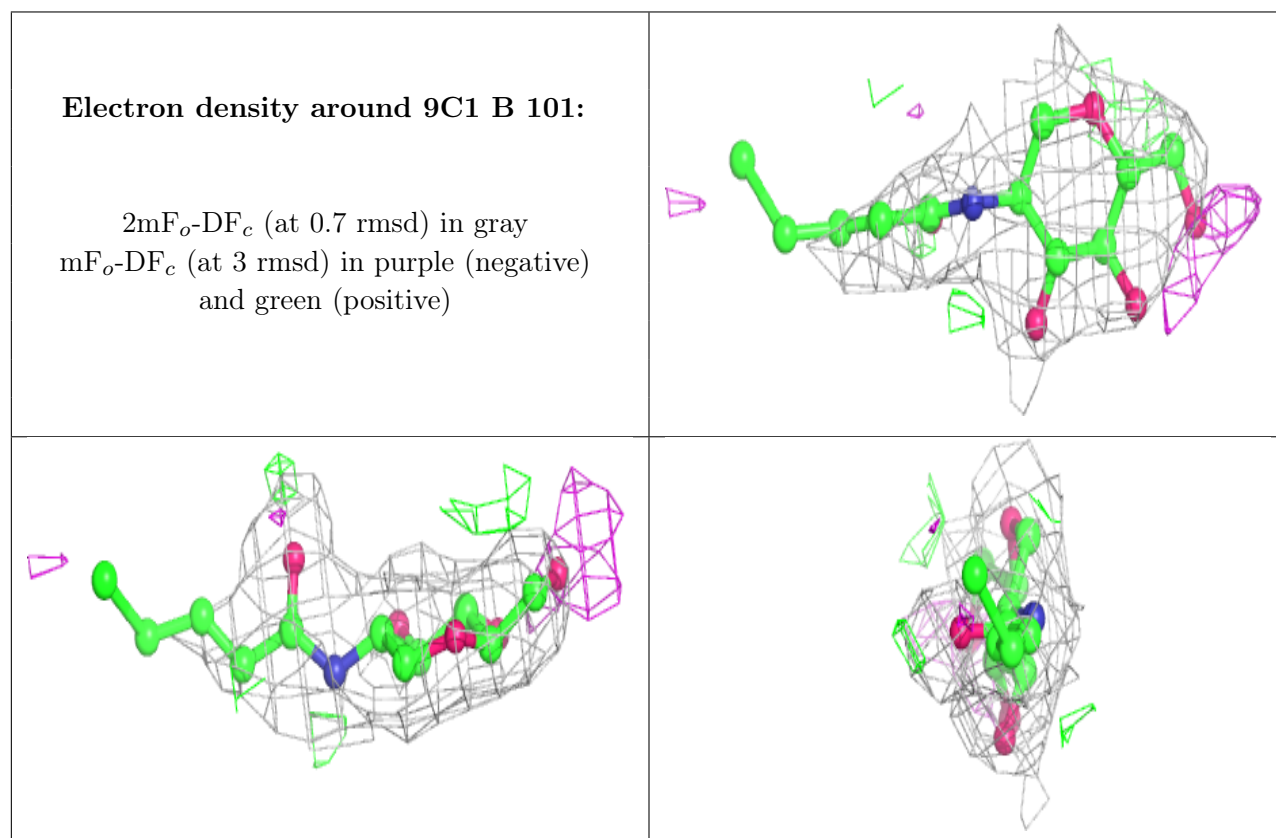 Electron density around 9C1 B 101:
2mFo-DFc (at 0.7 rmsd) in gray
mFo-DFc (at 3 rmsd) in purple (negative)
and green (positive)